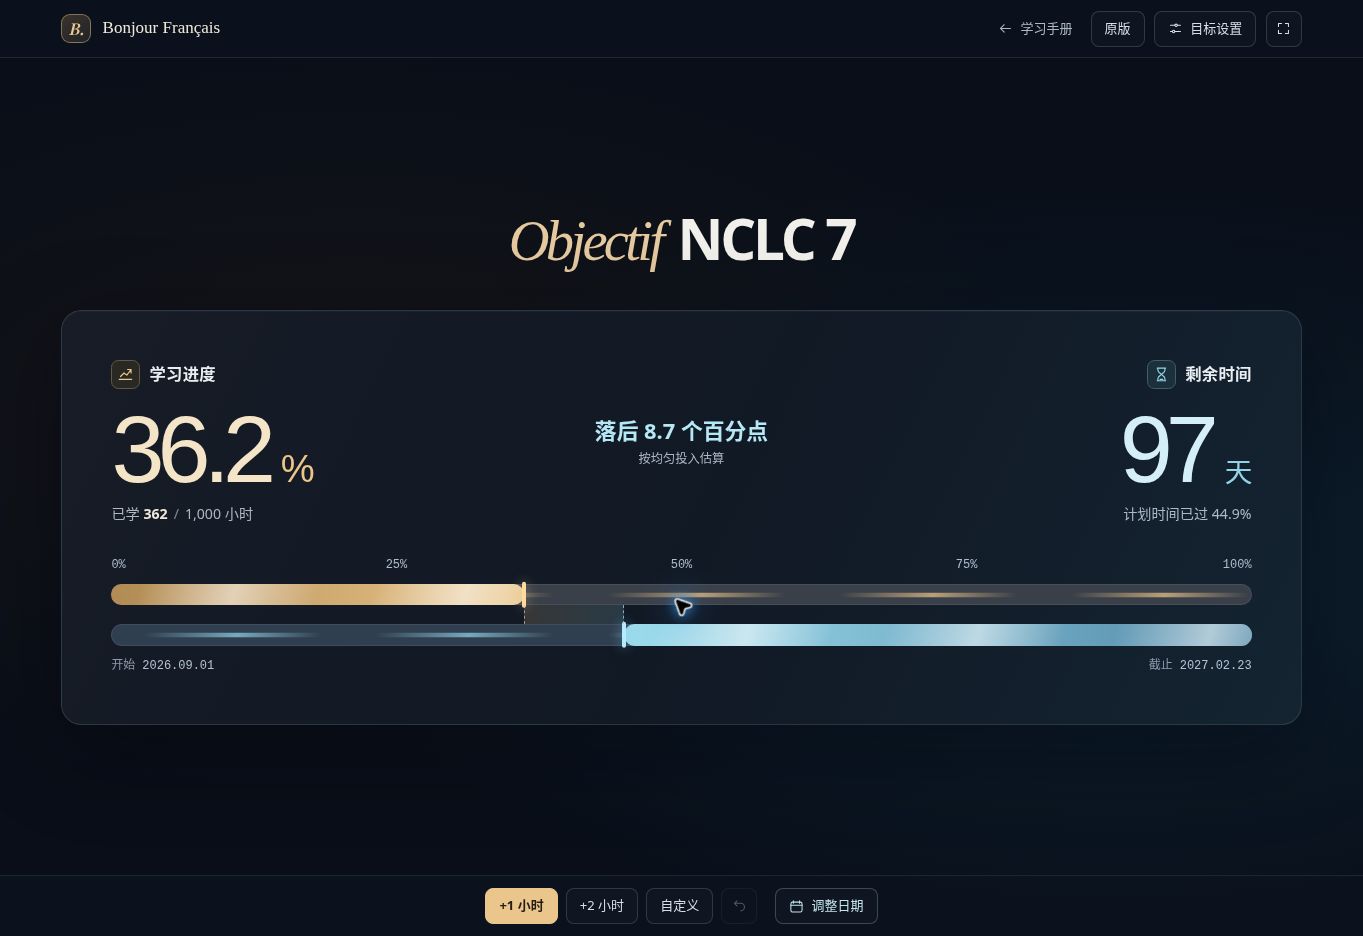 B. Bonjour Français
← 学习手册 原版 目标设置
Objectif NCLC 7
学习进度
剩余时间
36.2 %
落后 8.7 个百分点
按均匀投入估算
97 天
已学 362 / 1,000 小时
计划时间已过 44.9%
0% 25% 50% 75% 100%
开始 2026.09.01
截止 2027.02.23
+1 小时 +2 小时 自定义 调整日期